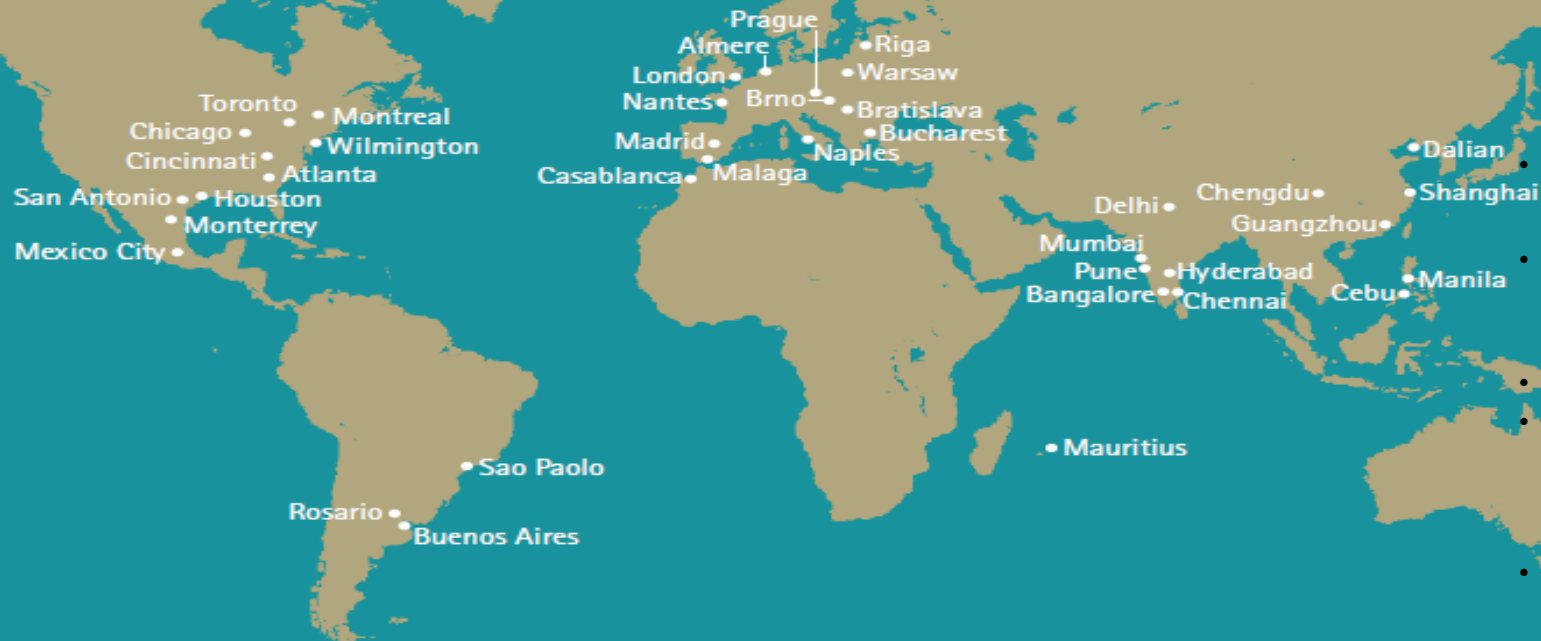 Prague
Almere
Riga
London
Warsaw
Nantes
Brno
Bratislava
Toronto
Montreal
Chicago
Bucharest
Madrid
Wilmington
Naples
Dalian
Cincinnati
Atlanta
Casablanca
Malaga
San Antonio
Houston
Chengdu
Shanghai
Delhi
Monterrey
Guangzhou
Mexico City
Mumbai
Pune
Hyderabad
Manila
Bangalore
Chennai
Cebu
Mauritius
Sao Paolo
Rosario
Buenos Aires